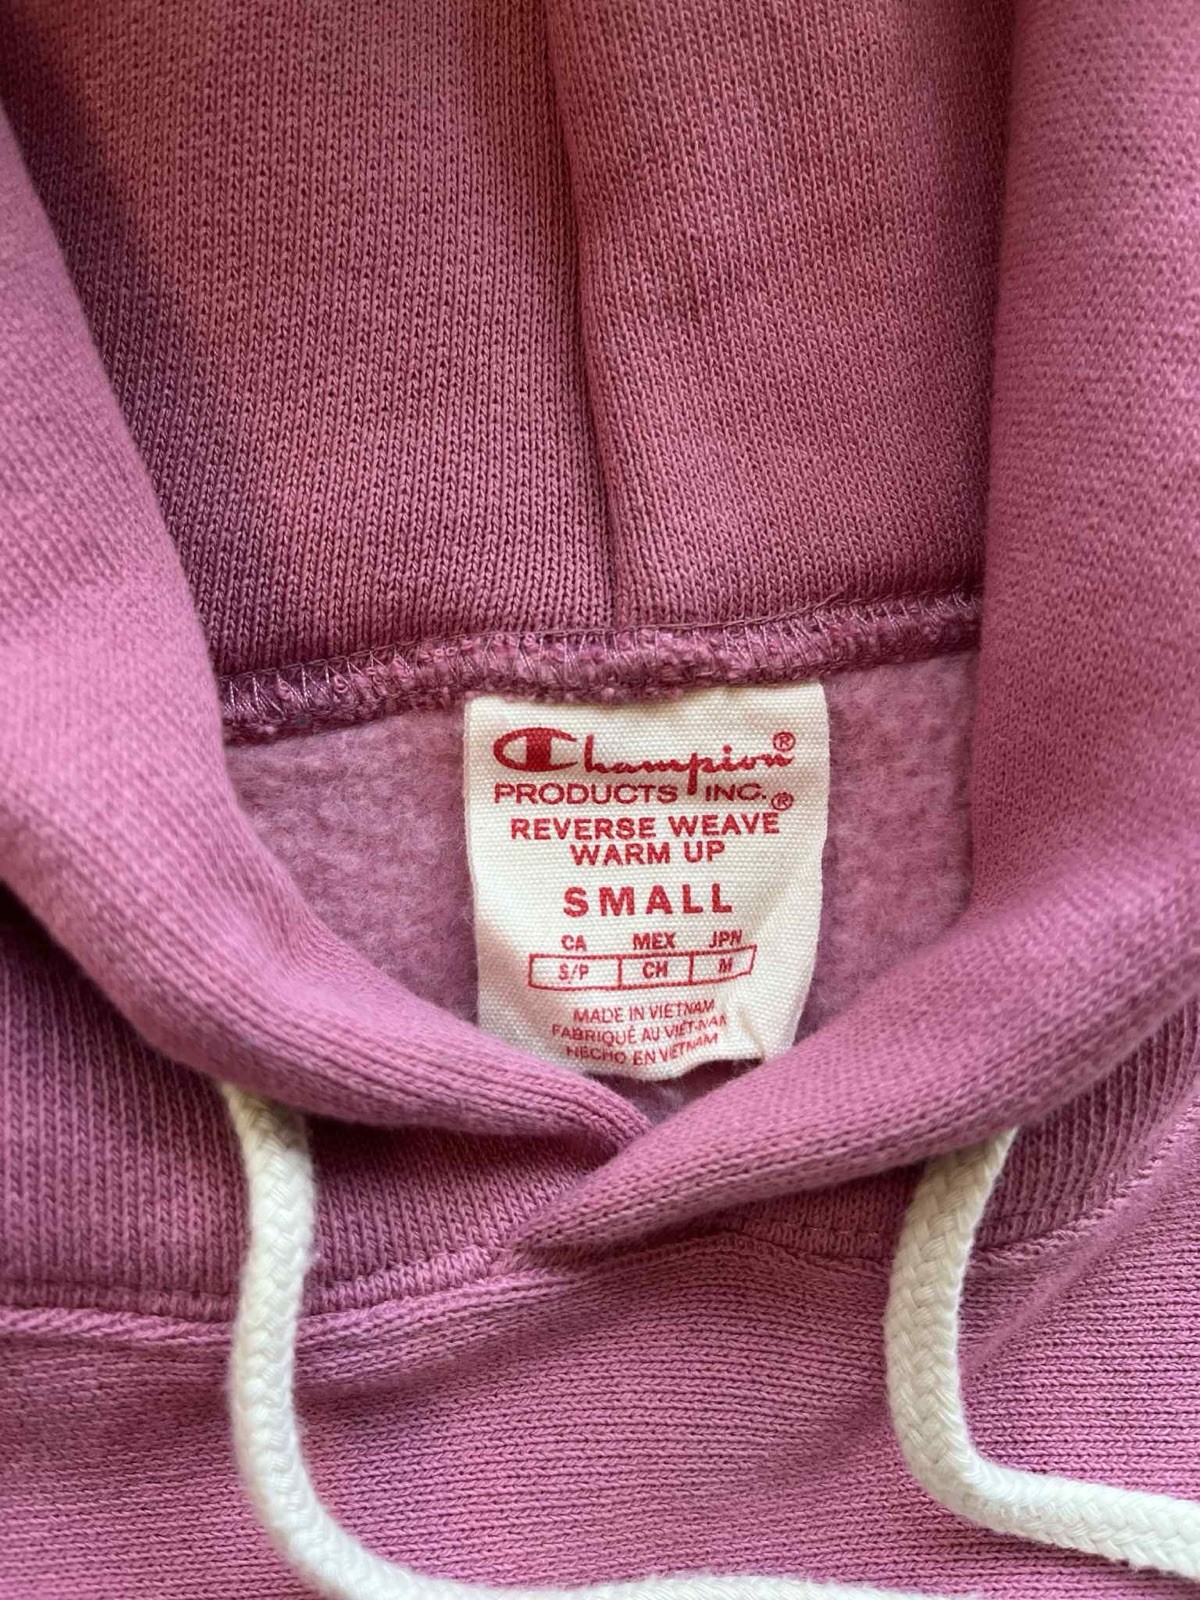 Champion®
PRODUCTS INC.®
REVERSE WEAVE
WARM UP
SMALL
CA MEX JPN
S/P CH M
MADE IN VIETNAM
FABRIQUÉ AU VIÊT-NAM
HECHO EN VIETNAM